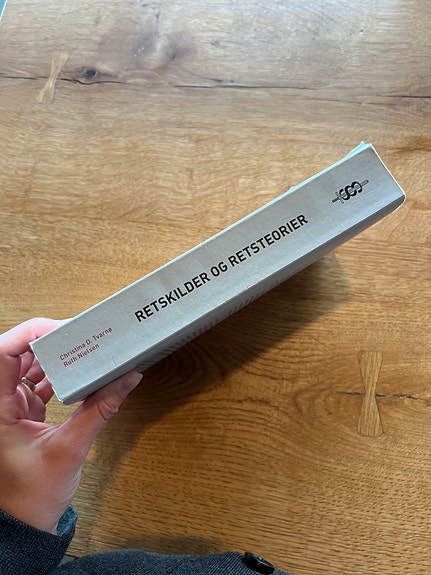 Christina D. Tvarnø
Ruth Nielsen
RETSKILDER OG RETSTEORIER